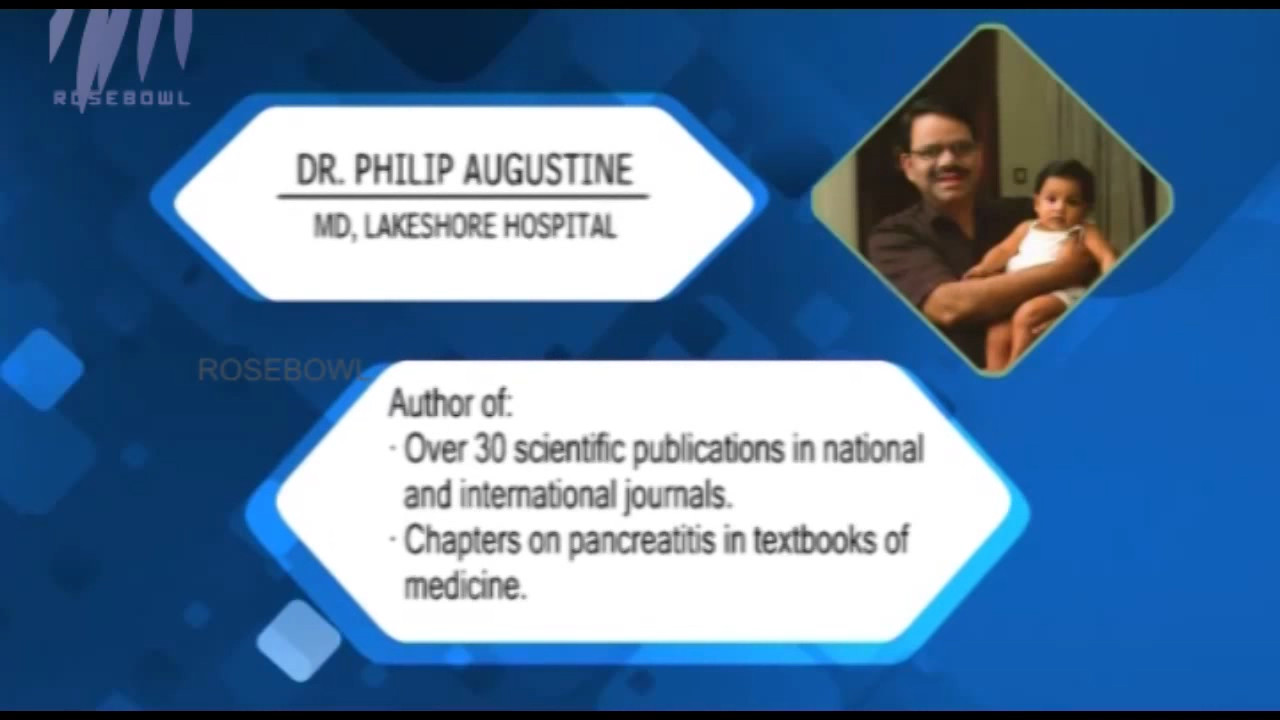 ROSEBOWL
DR. PHILIP AUGUSTINE
MD, LAKESHORE HOSPITAL
ROSEBOWL
Author of:
· Over 30 scientific publications in national
and international journals.
· Chapters on pancreatitis in textbooks of
medicine.